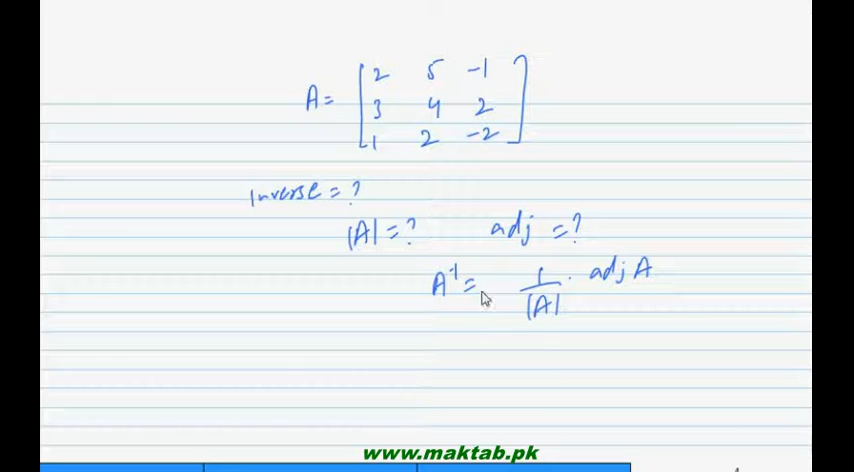 A = [ 2 5 -1
3 4 2
1 2 -2 ]
Inverse = ?
|A| = ? adj = ?
A⁻¹ = 1/|A| . adj A
www.maktab.pk